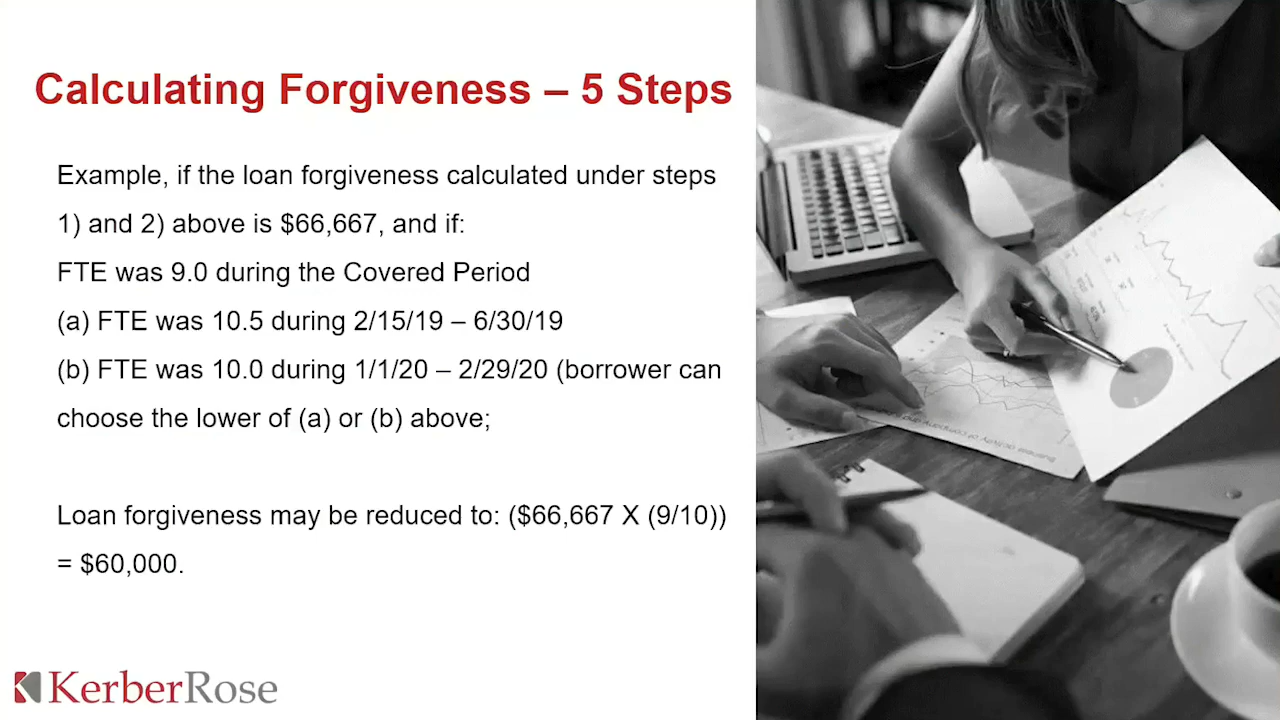 Calculating Forgiveness – 5 Steps
Example, if the loan forgiveness calculated under steps
1) and 2) above is $66,667, and if:
FTE was 9.0 during the Covered Period
(a) FTE was 10.5 during 2/15/19 – 6/30/19
(b) FTE was 10.0 during 1/1/20 – 2/29/20 (borrower can
choose the lower of (a) or (b) above;
Loan forgiveness may be reduced to: ($66,667 X (9/10))
= $60,000.
KerberRose